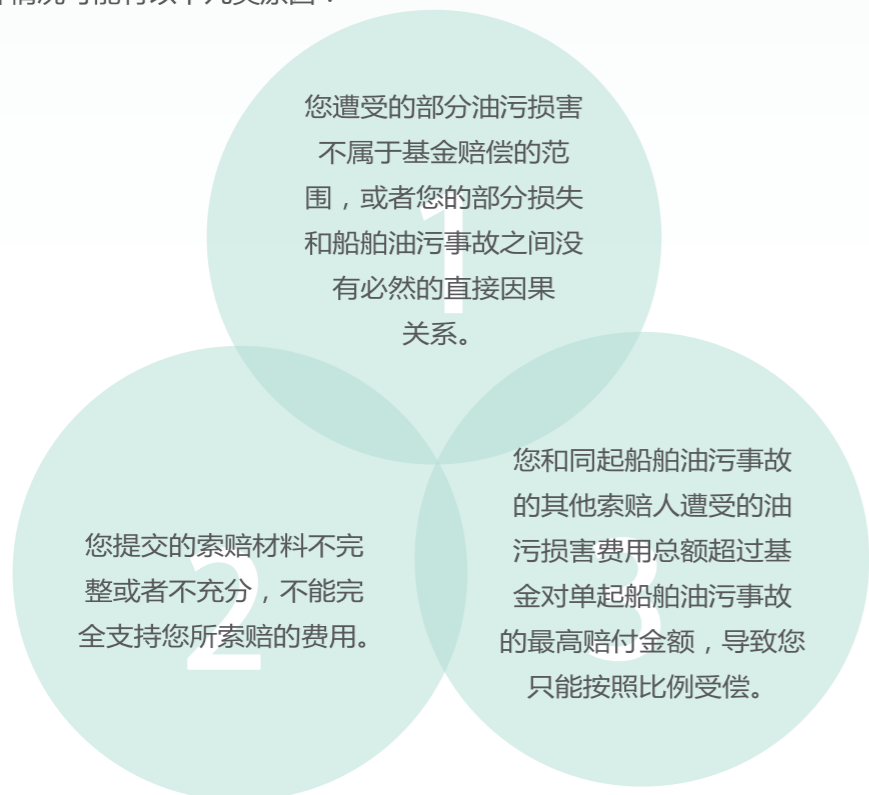 您遭受的部分油污损害
不属于基金赔偿的范
围，或者您的部分损失
和船舶油污事故之间没
有必然的直接因果
关系。
1
您提交的索赔材料不完
整或者不充分，不能完
全支持您所索赔的费用。
2
您和同起船舶油污事故
的其他索赔人遭受的油
污损害费用总额超过基
金对单起船舶油污事故
的最高赔付金额，导致您
只能按照比例受偿。
3